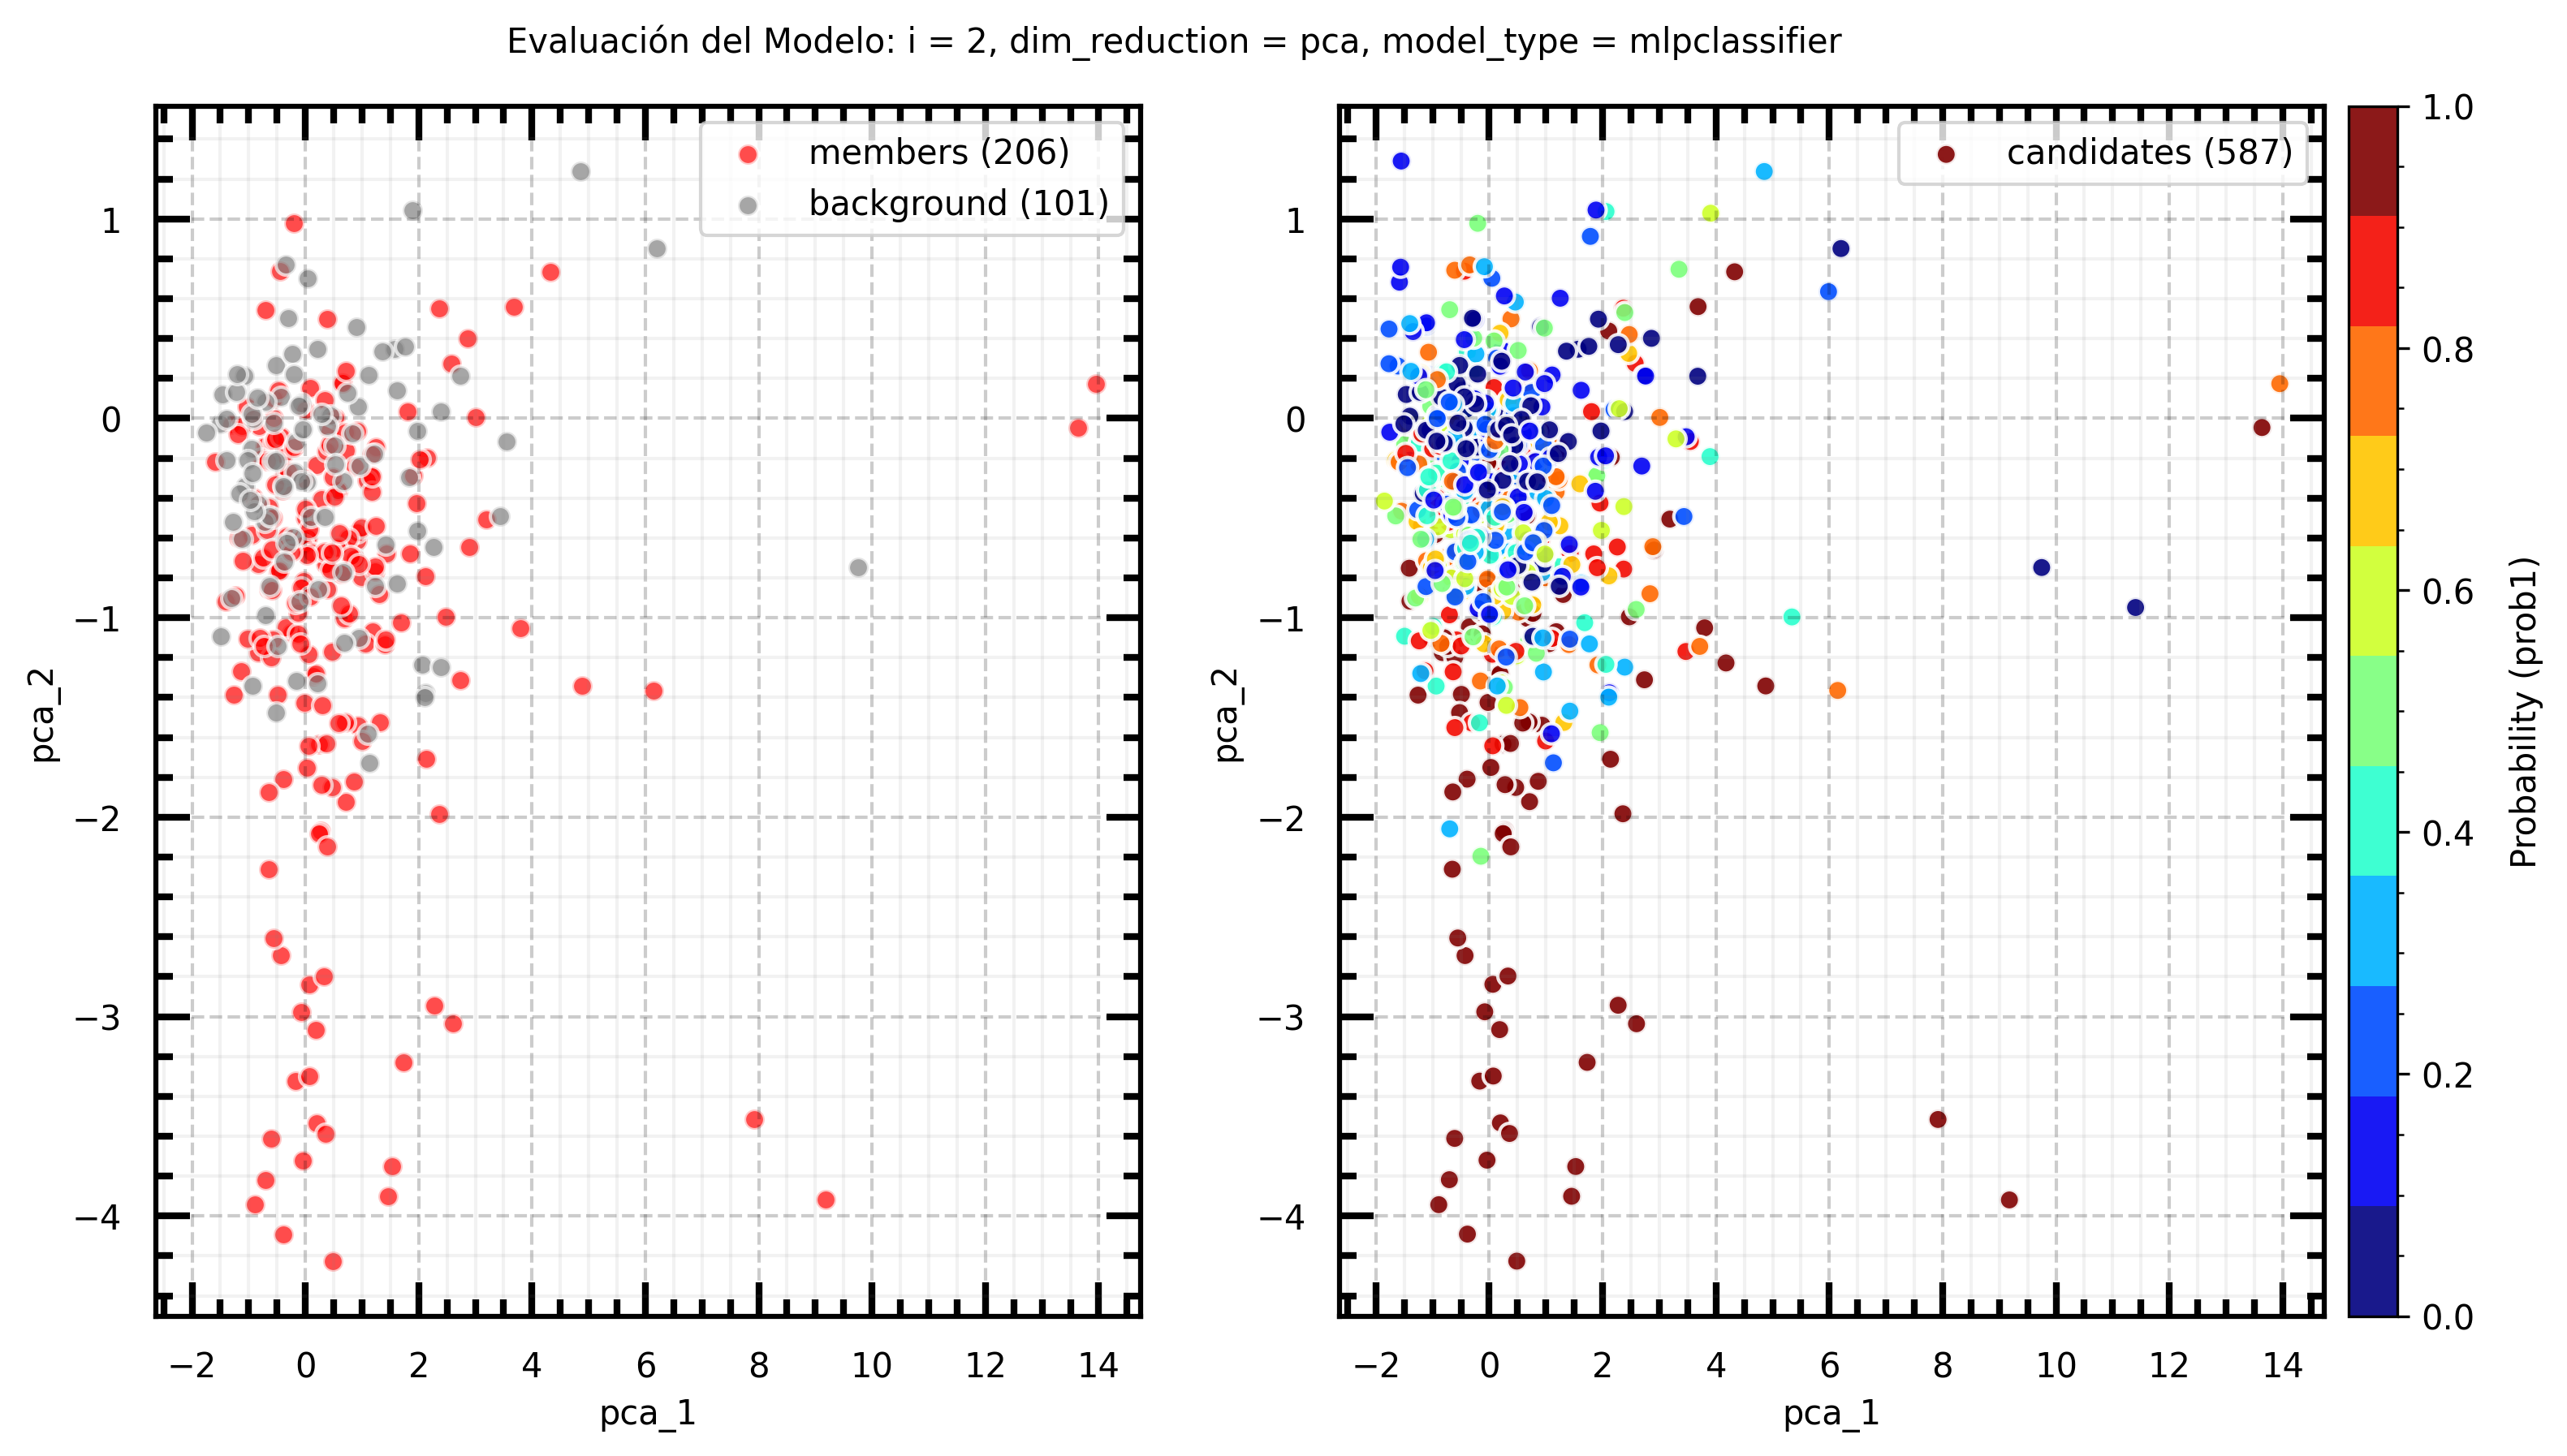 Evaluación del Modelo: i = 2, dim_reduction = pca, model_type = mlpclassifier
members (206)
background (101)
1
0
−1
−2
−3
−4
pca_2
−2 0 2 4 6 8 10 12 14
pca_1
candidates (587)
1
0
−1
−2
−3
−4
pca_2
−2 0 2 4 6 8 10 12 14
pca_1
1.0
0.8
0.6
0.4
0.2
0.0
Probability (prob1)